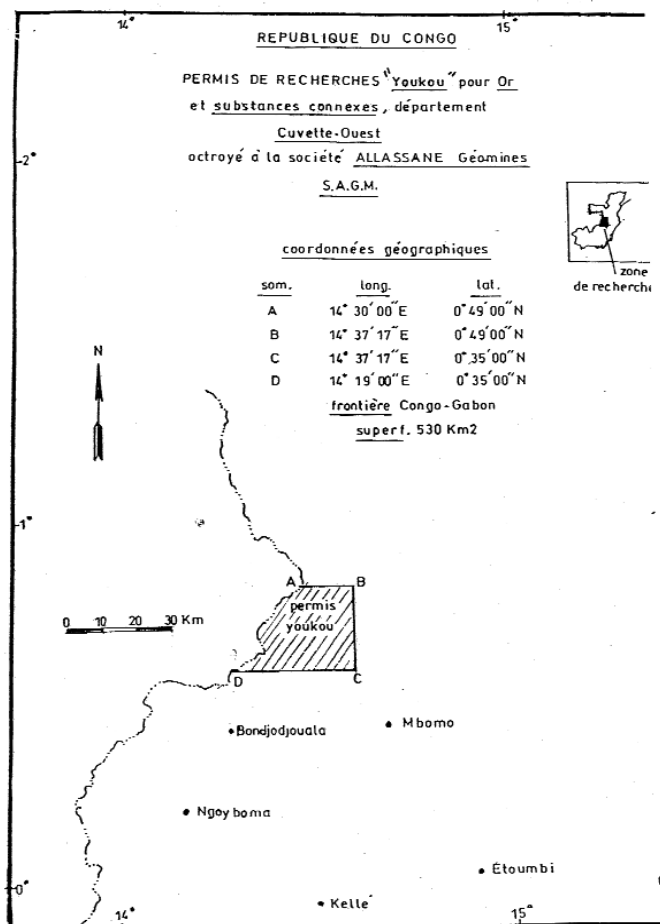 14°
15°
REPUBLIQUE DU CONGO
PERMIS DE RECHERCHES "Youkou" pour Or
et substances connexes, département
Cuvette-Ouest
octroyé à la société ALLASSANE Géomines
S.A.G.M.
2°
zone
de recherche
coordonnées géographiques
som. long. lat.
A 14° 30'00"E 0°49'00"N
B 14° 37'17"E 0°49'00"N
C 14° 37'17"E 0°35'00"N
D 14° 19'00"E 0°35'00"N
frontière Congo-Gabon
superf. 530 Km2
N
1°
A B
permis
youkou
0 10 20 30 Km
D C
Bondjodjouala
Mbomo
Ngoyboma
Étoumbi
0°
Kellé
14°
15°